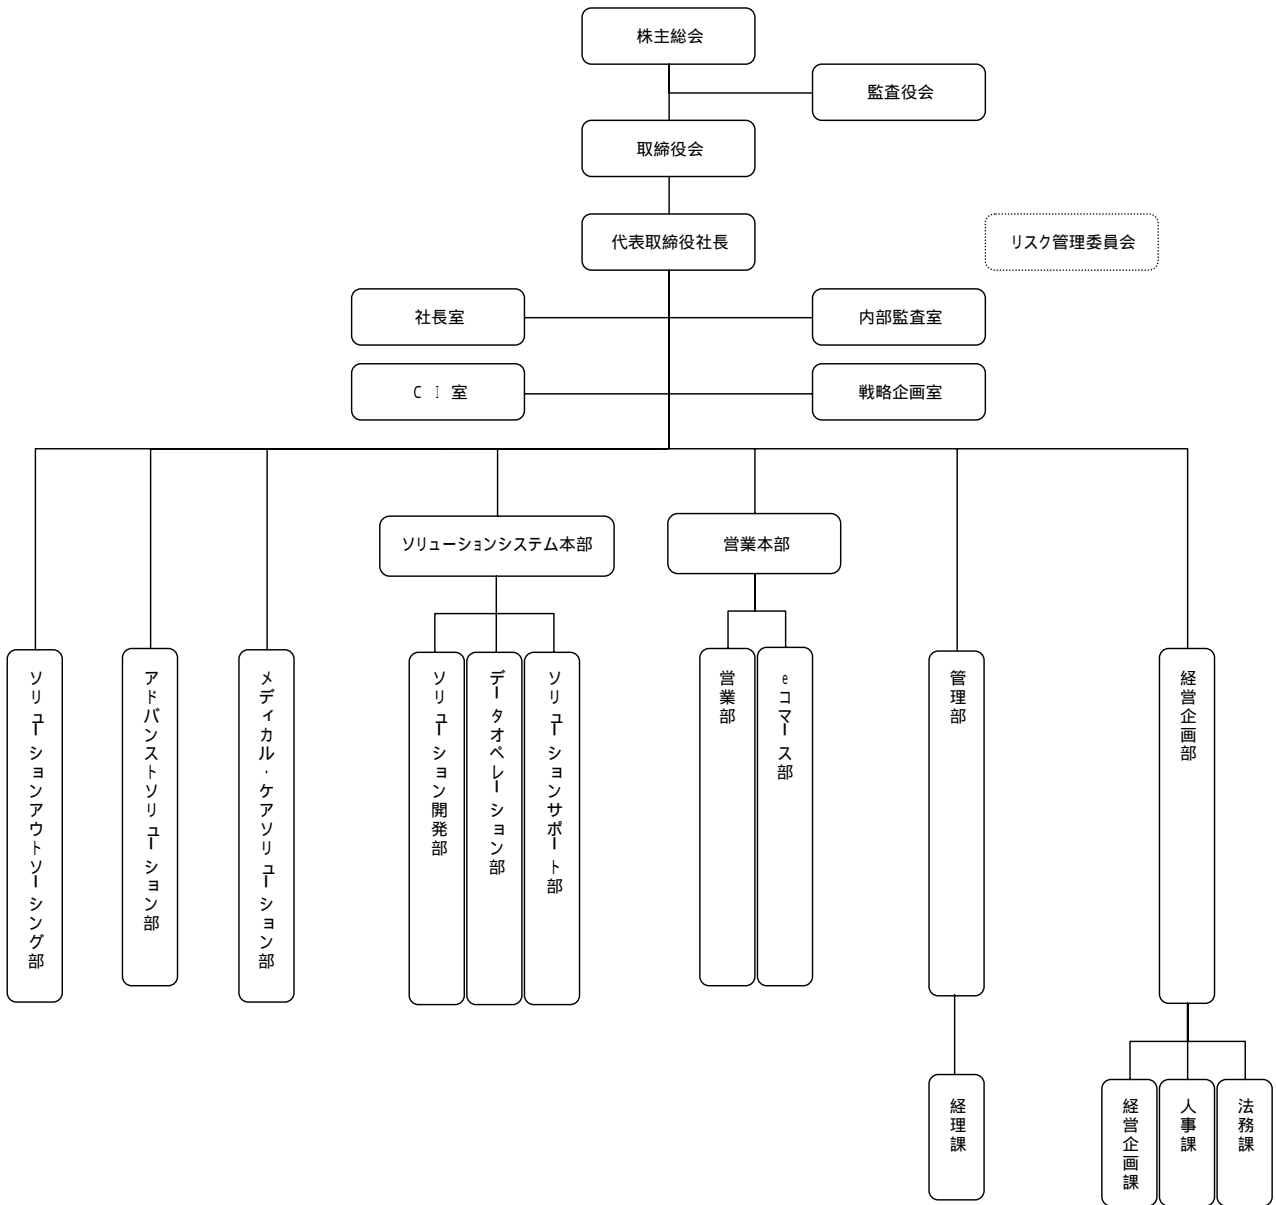 株主総会
監査役会
取締役会
代表取締役社長
リスク管理委員会
社長室
内部監査室
CI室
戦略企画室
ソリューションシステム本部
営業本部
ソリューションアウトソーシング部
アドバンストソリューション部
メディカル・ケアソリューション部
ソリューション開発部
データオペレーション部
ソリューションサポート部
営業部
eコマース部
管理部
経営企画部
経理課
経営企画課
人事課
法務課